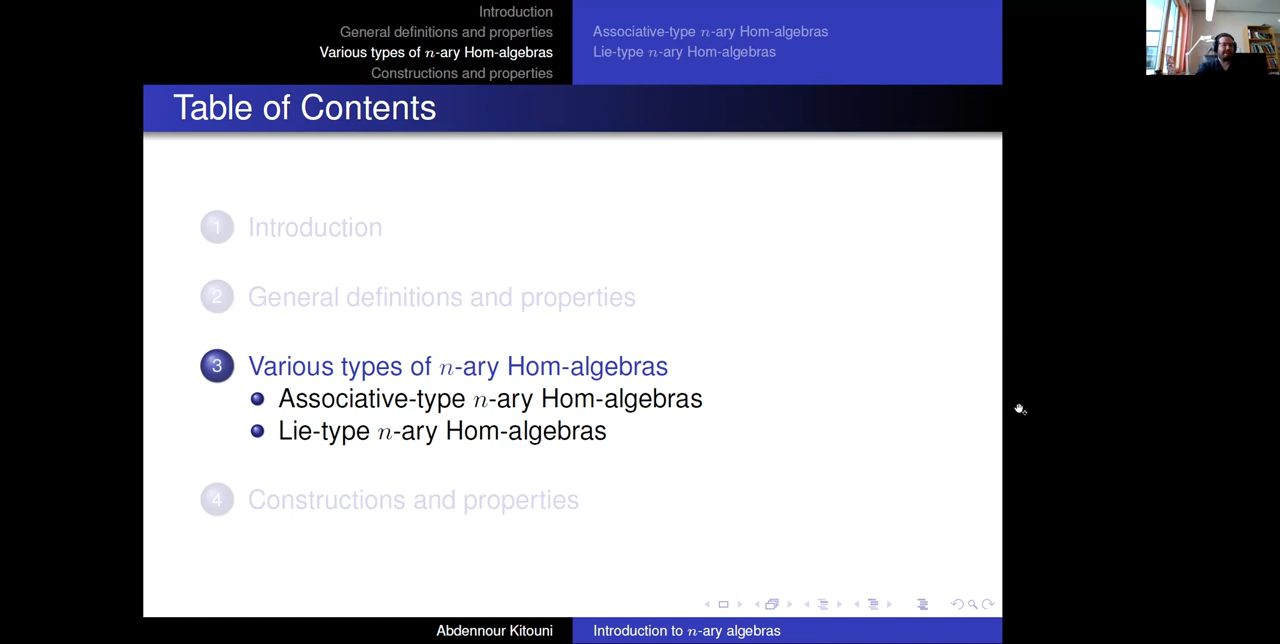 Introduction
General definitions and properties
Various types of n-ary Hom-algebras
Constructions and properties
Associative-type n-ary Hom-algebras
Lie-type n-ary Hom-algebras
Table of Contents
1 Introduction
2 General definitions and properties
3 Various types of n-ary Hom-algebras
Associative-type n-ary Hom-algebras
Lie-type n-ary Hom-algebras
4 Constructions and properties
Abdennour Kitouni
Introduction to n-ary algebras